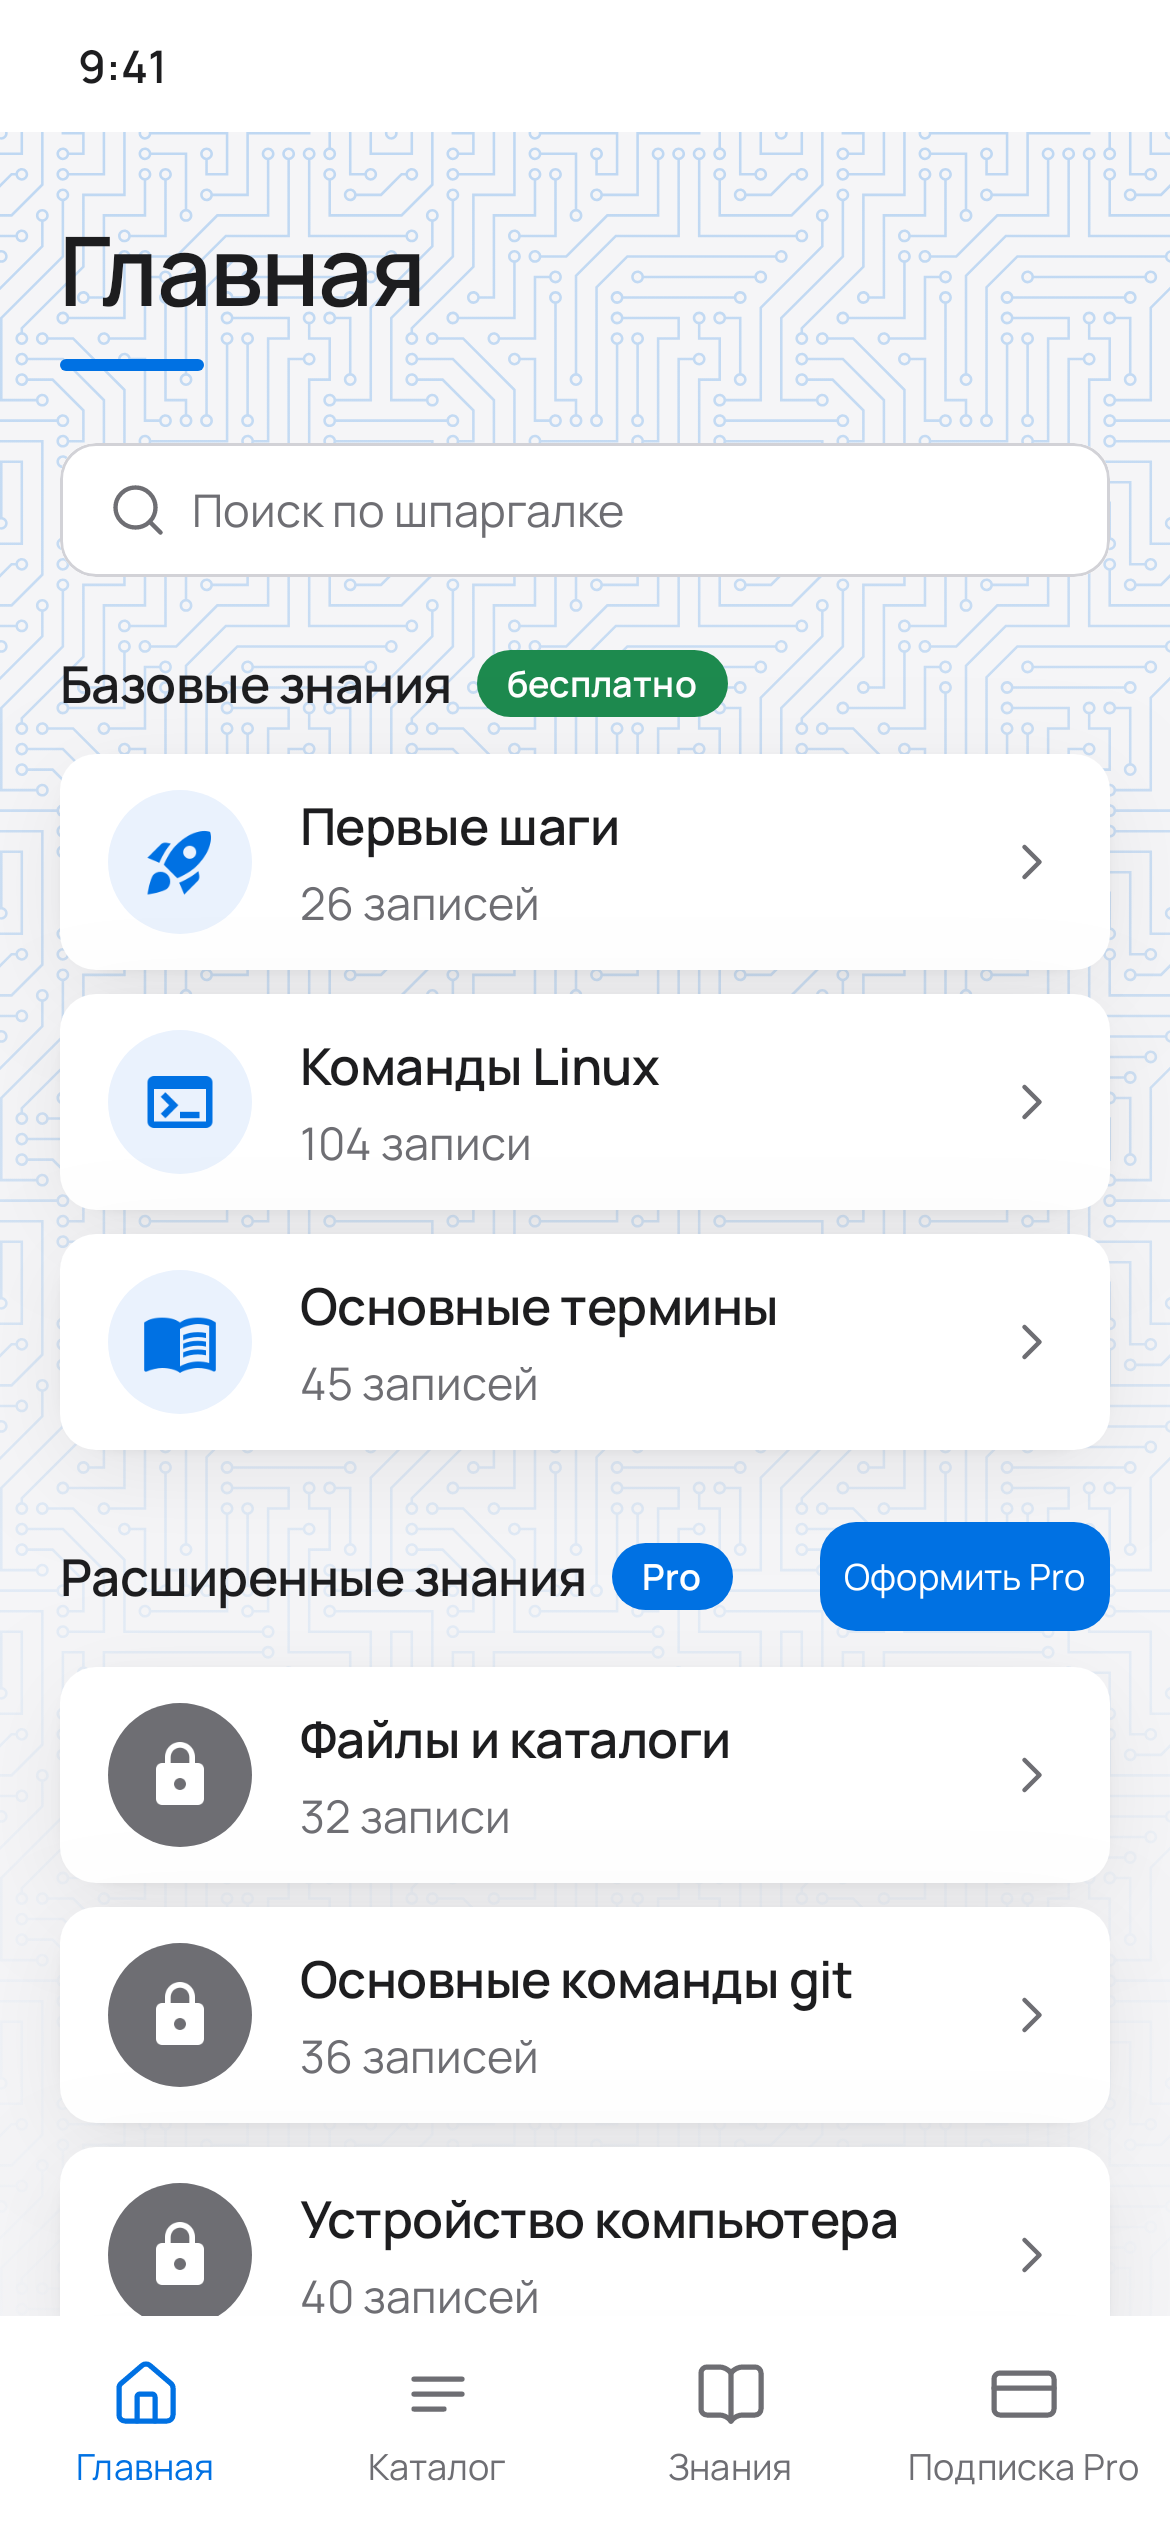 9:41
Главная
Поиск по шпаргалке
Базовые знания бесплатно
Первые шаги
26 записей
Команды Linux
104 записи
Основные термины
45 записей
Расширенные знания Pro Оформить Pro
Файлы и каталоги
32 записи
Основные команды git
36 записей
Устройство компьютера
40 записей
Главная Каталог Знания Подписка Pro